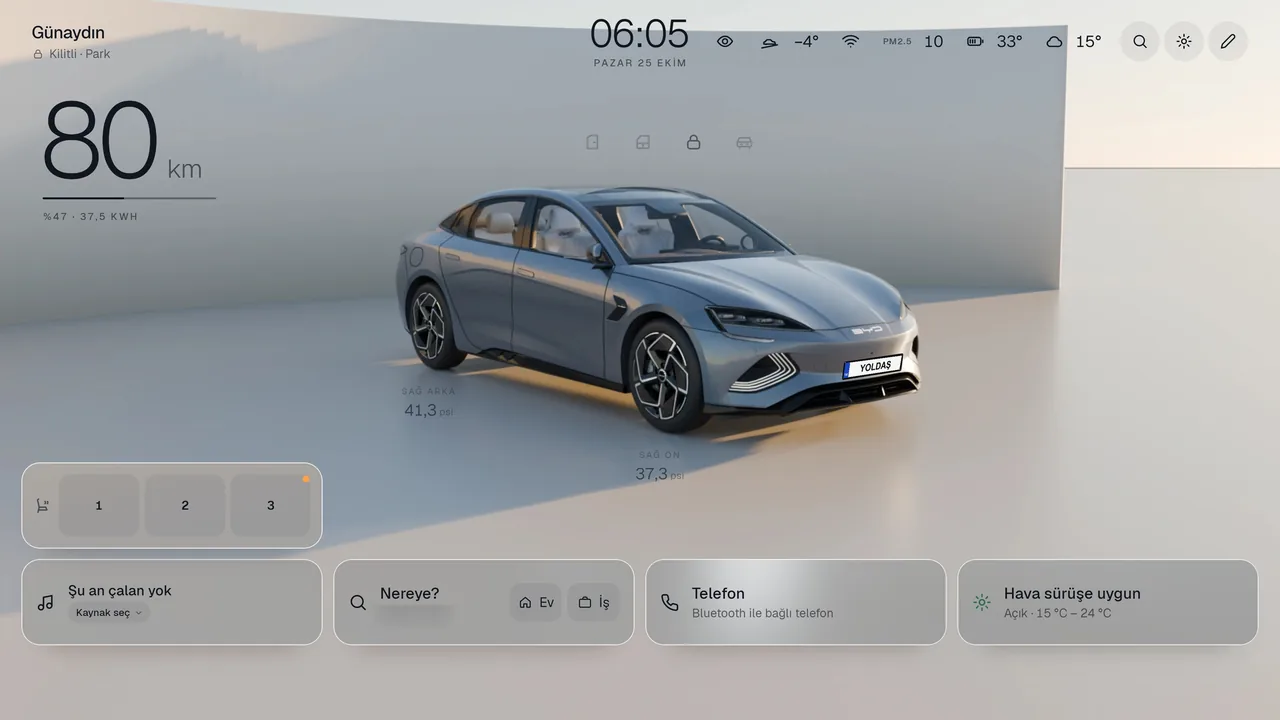 Günaydın
Kilitli · Park
06:05
PAZAR 25 EKİM
−4°
PM2.5 10
33°
15°
80 km
%47 · 37.5 KWH
BYD
YOLDAŞ
SAĞ ARKA
41,3 psi
SAĞ ÖN
37,3 psi
1
2
3
Şu an çalan yok
Kaynak seç
Nereye?
Ev
İş
Telefon
Bluetooth ile bağlı telefon
Hava sürüşe uygun
Açık · 15 °C – 24 °C